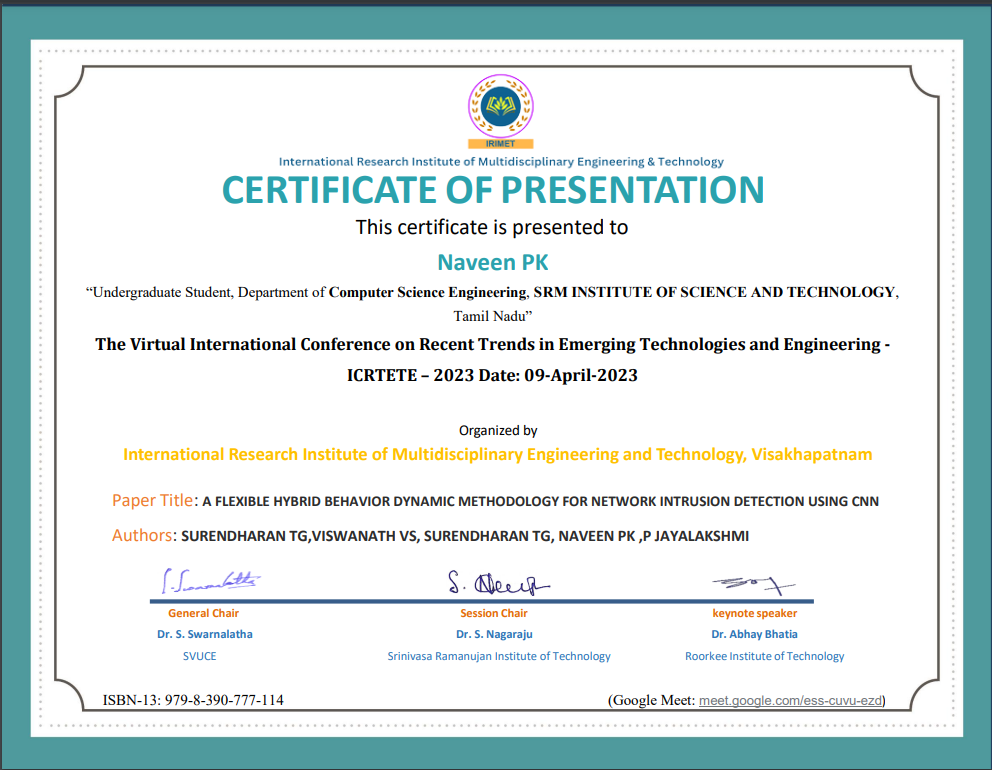 IRIMET
International Research Institute of Multidisciplinary Engineering & Technology
CERTIFICATE OF PRESENTATION
This certificate is presented to
Naveen PK
“Undergraduate Student, Department of Computer Science Engineering, SRM INSTITUTE OF SCIENCE AND TECHNOLOGY,
Tamil Nadu”
The Virtual International Conference on Recent Trends in Emerging Technologies and Engineering -
ICRTETE – 2023 Date: 09-April-2023
Organized by
International Research Institute of Multidisciplinary Engineering and Technology, Visakhapatnam
Paper Title: A FLEXIBLE HYBRID BEHAVIOR DYNAMIC METHODOLOGY FOR NETWORK INTRUSION DETECTION USING CNN
Authors: SURENDHARAN TG,VISWANATH VS, SURENDHARAN TG, NAVEEN PK ,P JAYALAKSHMI
General Chair Session Chair keynote speaker
Dr. S. Swarnalatha Dr. S. Nagaraju Dr. Abhay Bhatia
SVUCE Srinivasa Ramanujan Institute of Technology Roorkee Institute of Technology
ISBN-13: 979-8-390-777-114 (Google Meet: meet.google.com/ess-cuvu-ezd)